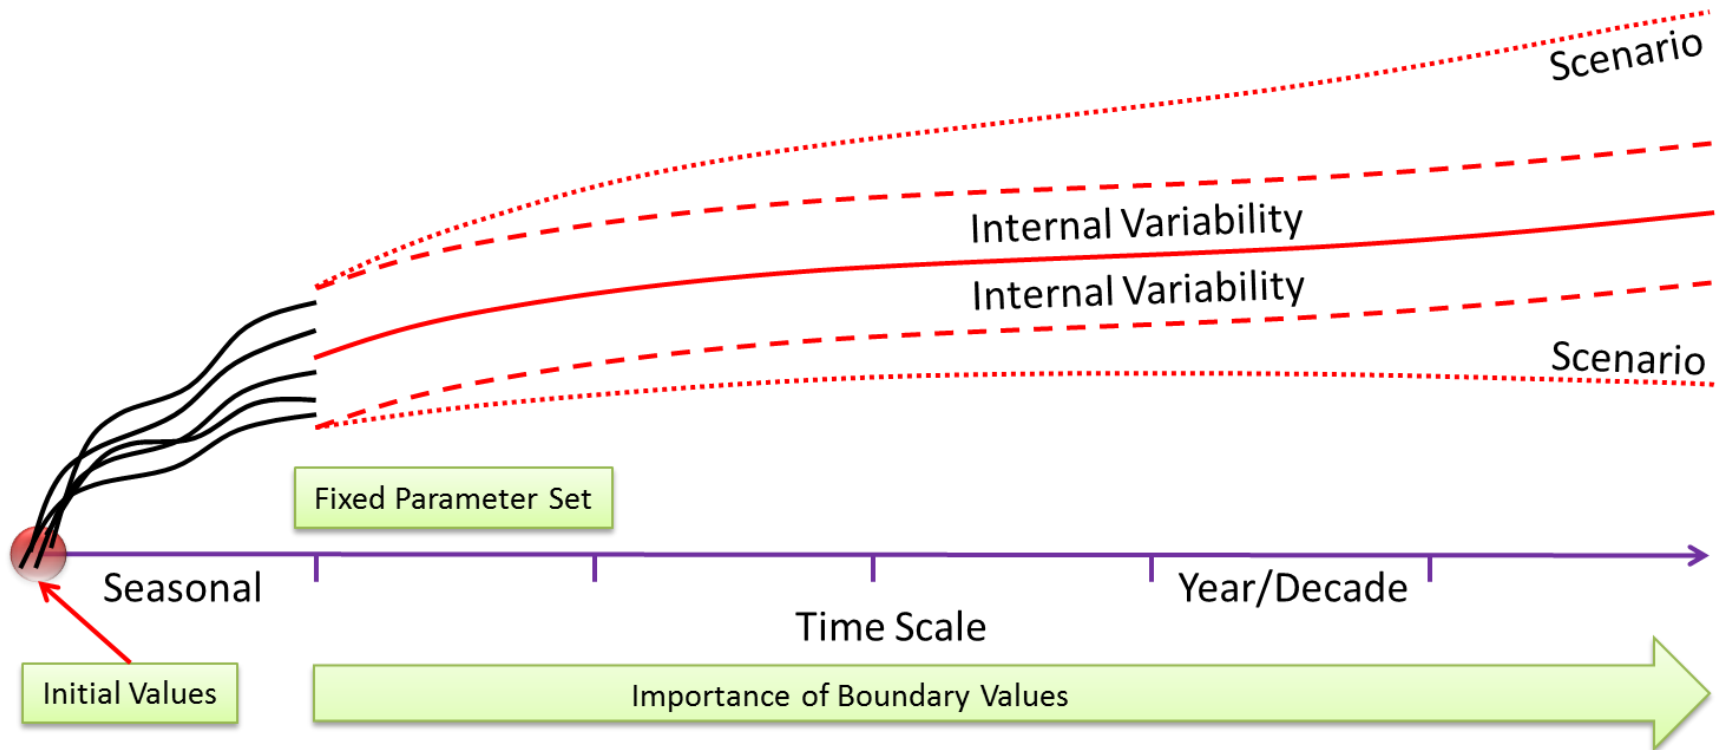 Scenario
Internal Variability
Internal Variability
Scenario
Fixed Parameter Set
Seasonal
Year/Decade
Time Scale
Initial Values
Importance of Boundary Values